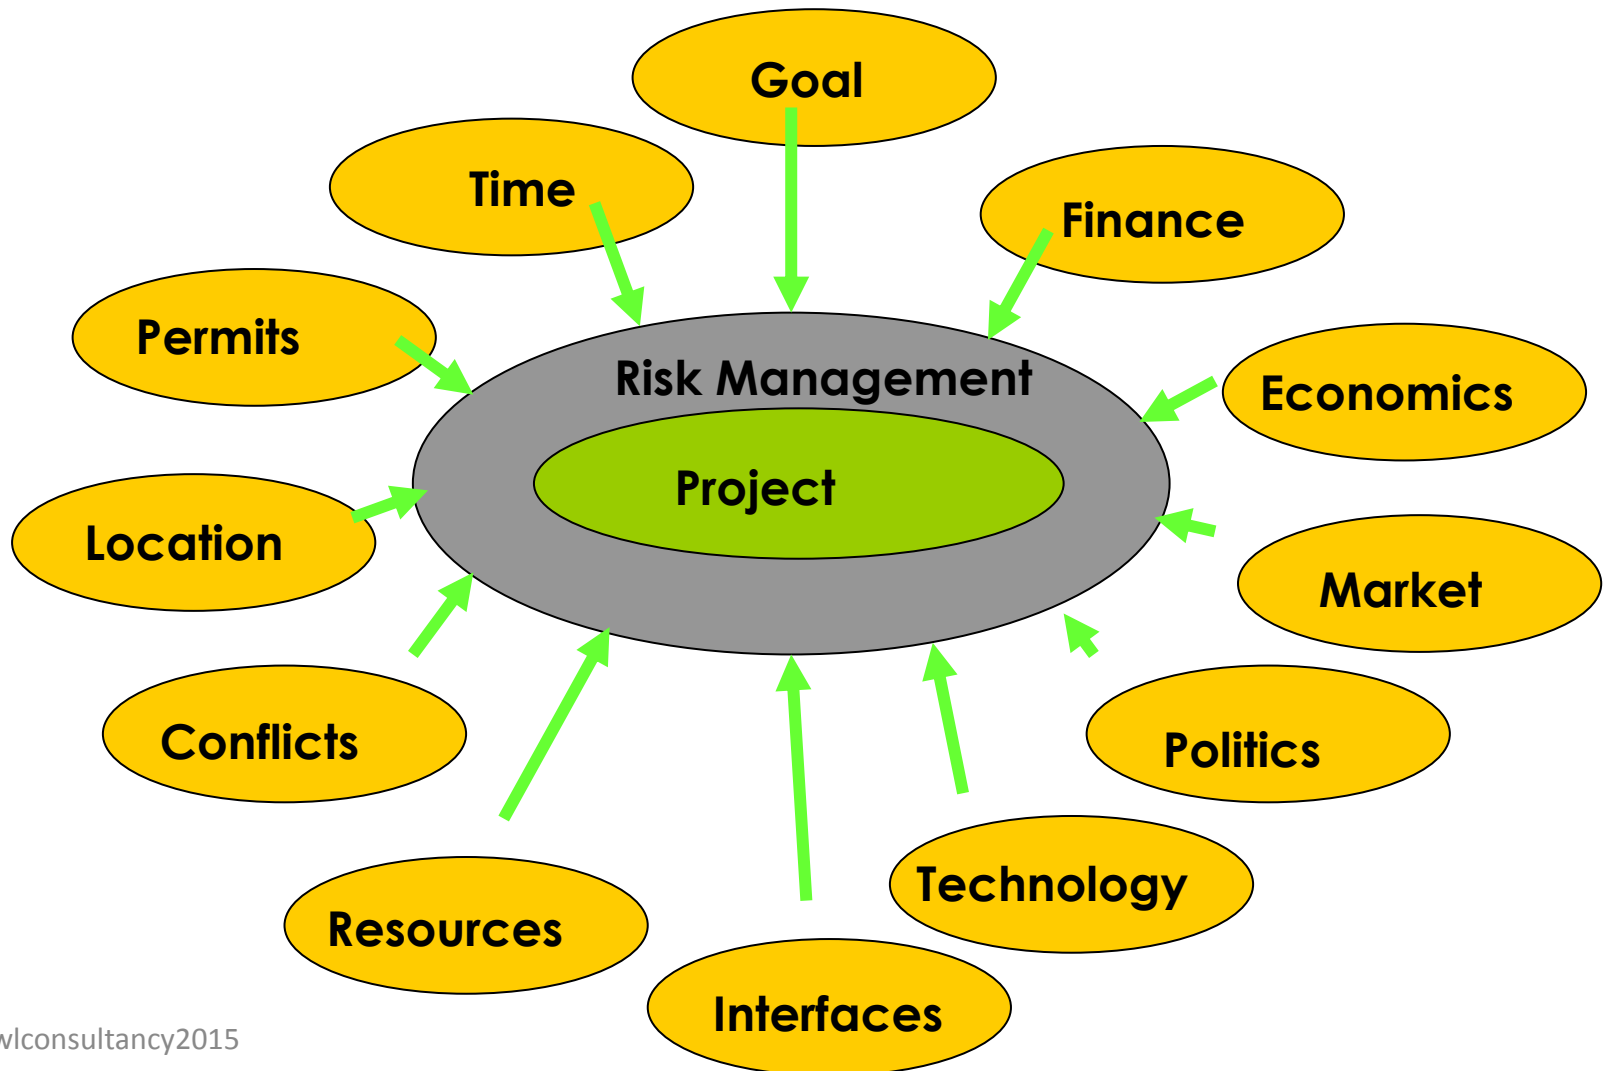 Goal
Time
Finance
Permits
Risk Management
Economics
Project
Location
Market
Conflicts
Politics
Technology
Resources
Interfaces
wlconsultancy2015